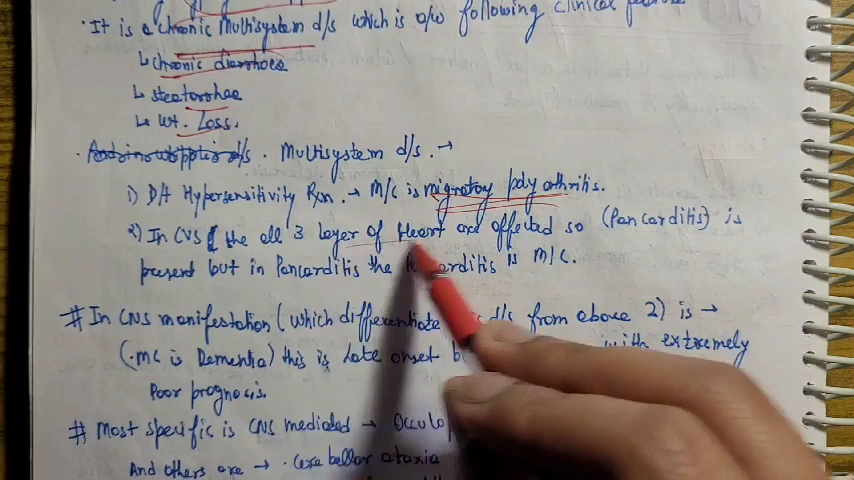 · It is a chronic Multisystem d/s which is a/w following clinical
↳ chronic diarrhoea
↳ steatorrhea
↳ Wt. Loss.
· Multisystem d/s. →
1) D/t Hypersensitivity Rxn. → M/C is migratory polyarthritis.
2) In CVS the all 3 layer of Heart are affected so (Pancarditis) is
present but in Pancarditis the is M/C.
# In CNS manifestation (which differentiate d/s from above 2) is →
(·MC is Dementia) this is late onset with extremely
Poor prognosis.
# Most specific is CNS mediated →
And others are → · cerebellar ataxia